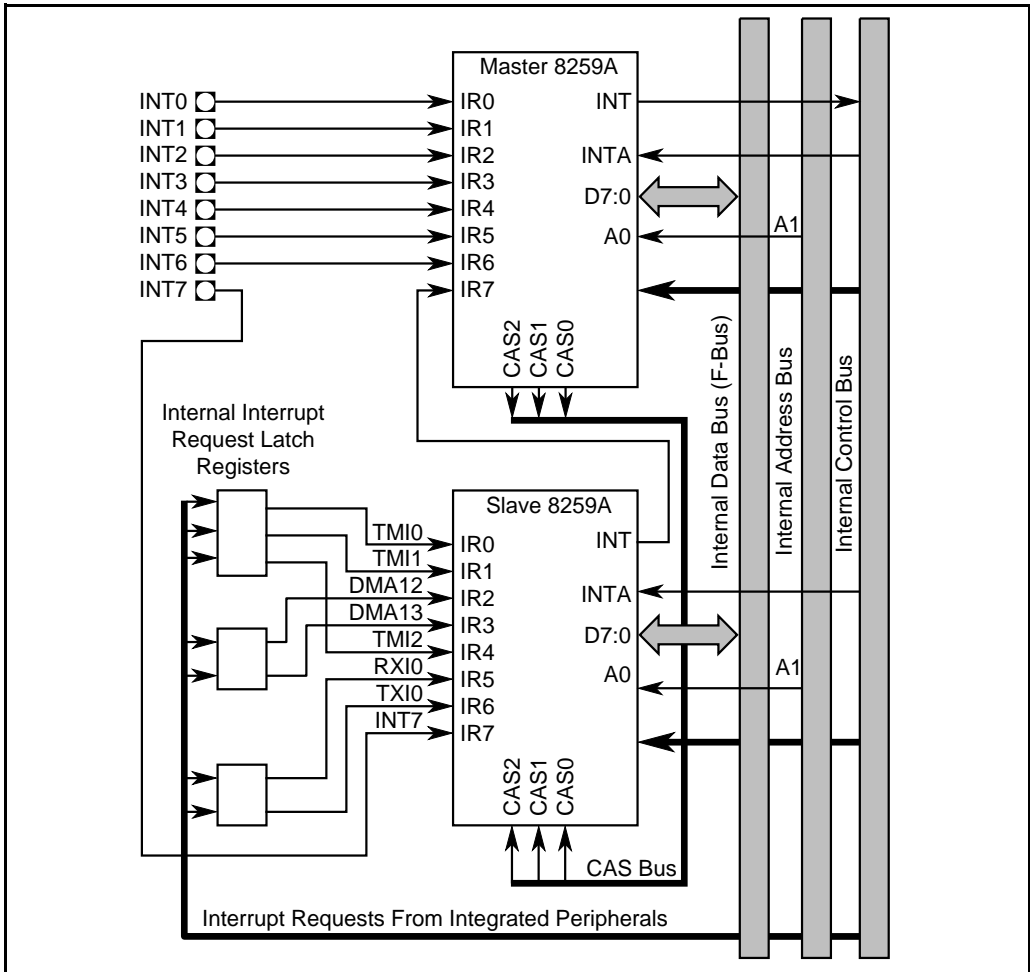 Master 8259A
INT0
INT1
INT2
INT3
INT4
INT5
INT6
INT7
IR0
IR1
IR2
IR3
IR4
IR5
IR6
IR7
INT
INTA
D7:0
A0
A1
CAS2
CAS1
CAS0
Internal Data Bus (F-Bus)
Internal Address Bus
Internal Control Bus
Internal Interrupt
Request Latch
Registers
Slave 8259A
TMI0
TMI1
DMA12
DMA13
TMI2
RXI0
TXI0
INT7
IR0
IR1
IR2
IR3
IR4
IR5
IR6
IR7
INT
INTA
D7:0
A0
A1
CAS2
CAS1
CAS0
CAS Bus
Interrupt Requests From Integrated Peripherals